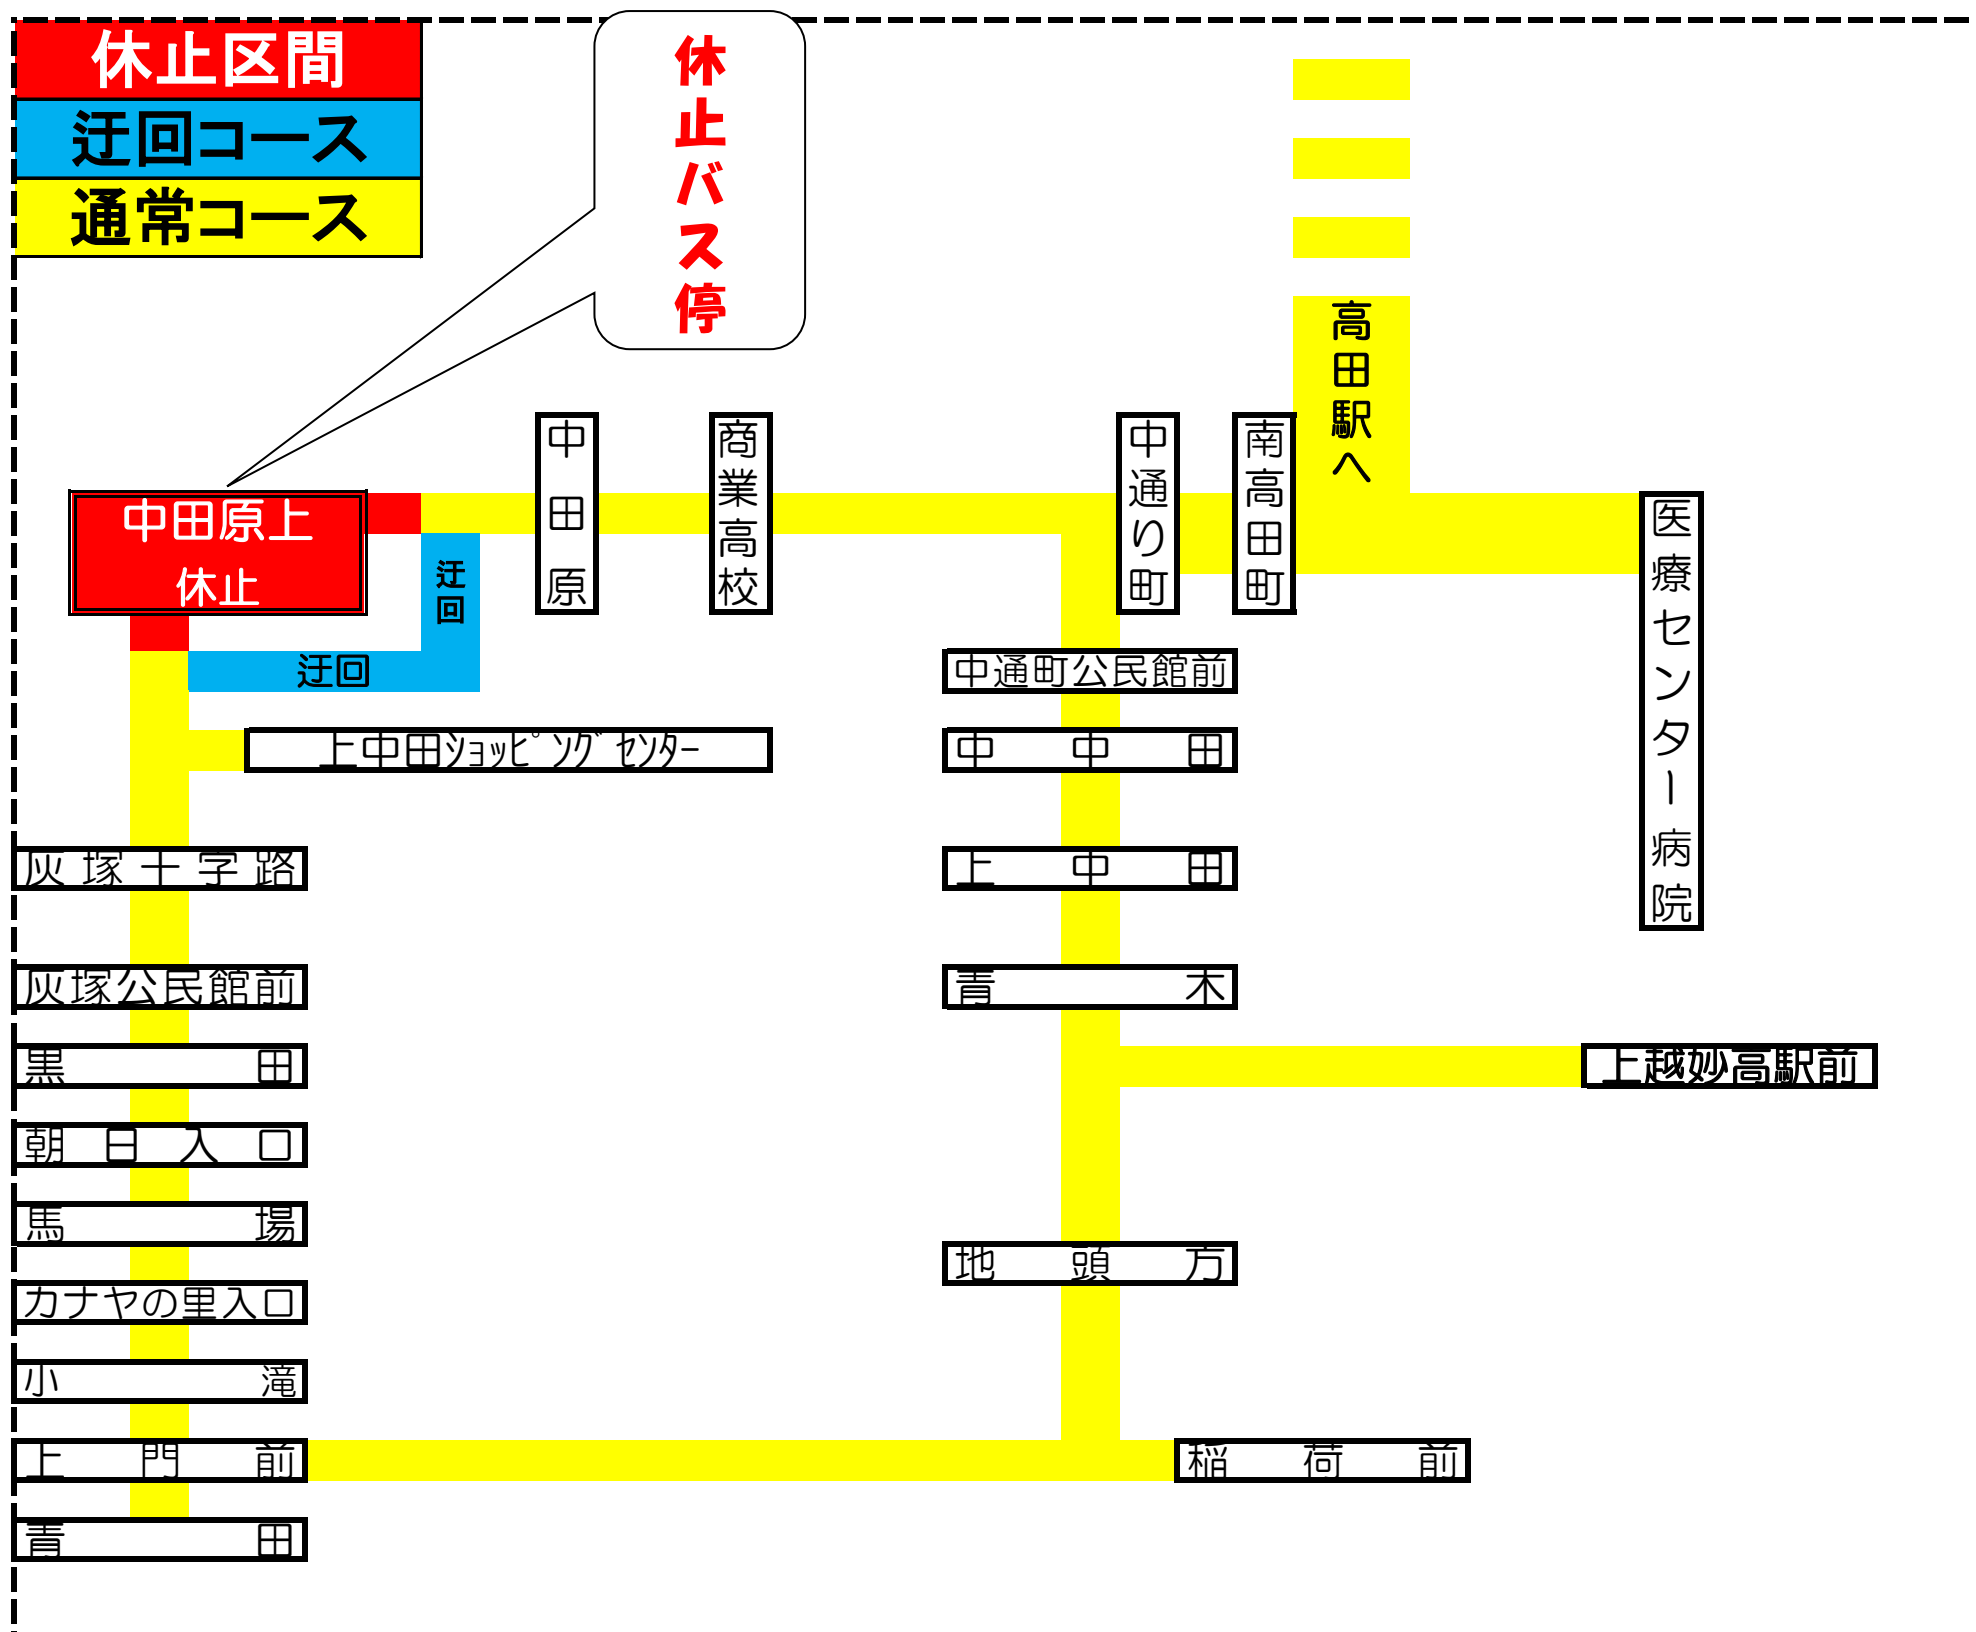 休止区間
迂回コース
通常コース
休止バス停
高田駅へ
中田原
商業高校
中通り町
南高田町
中田原上
休止
迂回
迂回
医療センター病院
中通町公民館前
上中田ｼｮｯﾋﾟﾝｸﾞｾﾝﾀｰ
中中田
灰塚十字路
上中田
灰塚公民館前
青木
黒田
上越妙高駅前
朝日入口
馬場
地頭方
カナヤの里入口
小滝
上門前
稲荷前
青田